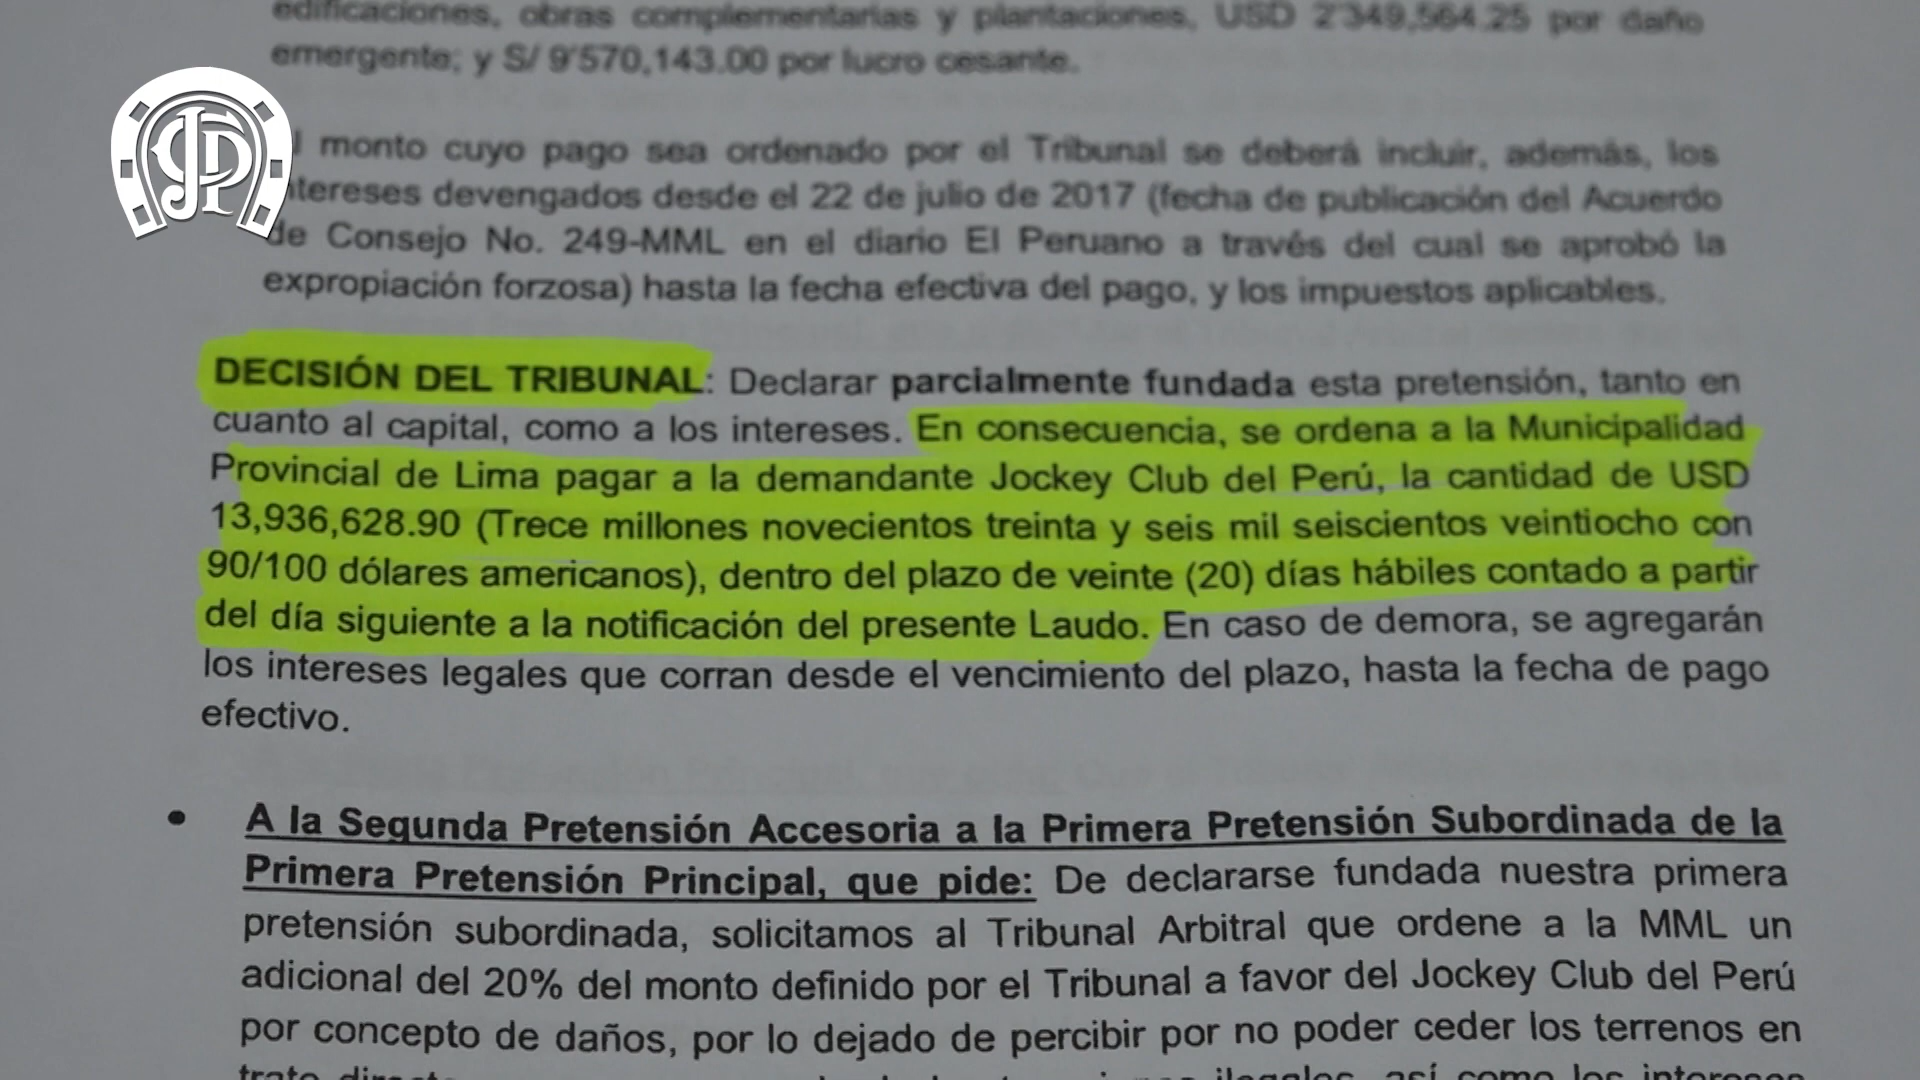 edificaciones, obras complementarias y plantaciones, USD 2'349,564.25 por daño
emergente; y S/ 9'570,143.00 por lucro cesante.
JCP
l monto cuyo pago sea ordenado por el Tribunal se deberá incluir, además, los
ntereses devengados desde el 22 de julio de 2017 (fecha de publicación del Acuerdo
de Consejo No. 249-MML en el diario El Peruano a través del cual se aprobó la
expropiación forzosa) hasta la fecha efectiva del pago, y los impuestos aplicables.
DECISIÓN DEL TRIBUNAL: Declarar parcialmente fundada esta pretensión, tanto en
cuanto al capital, como a los intereses. En consecuencia, se ordena a la Municipalidad
Provincial de Lima pagar a la demandante Jockey Club del Perú, la cantidad de USD
13,936,628.90 (Trece millones novecientos treinta y seis mil seiscientos veintiocho con
90/100 dólares americanos), dentro del plazo de veinte (20) días hábiles contado a partir
del día siguiente a la notificación del presente Laudo. En caso de demora, se agregarán
los intereses legales que corran desde el vencimiento del plazo, hasta la fecha de pago
efectivo.
• A la Segunda Pretensión Accesoria a la Primera Pretensión Subordinada de la
Primera Pretensión Principal, que pide: De declararse fundada nuestra primera
pretensión subordinada, solicitamos al Tribunal Arbitral que ordene a la MML un
adicional del 20% del monto definido por el Tribunal a favor del Jockey Club del Perú
por concepto de daños, por lo dejado de percibir por no poder ceder los terrenos en
trato ilegales, así como los intereses